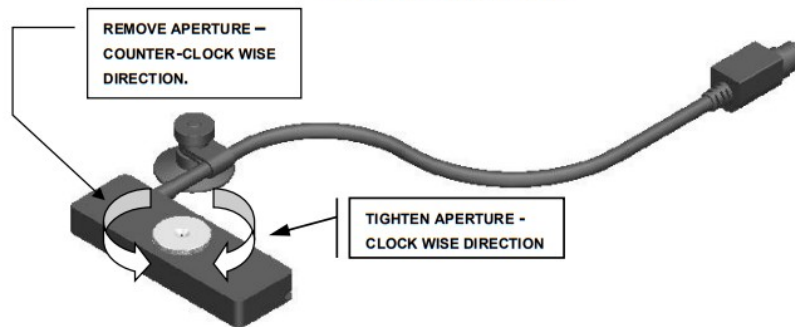 REMOVE APERTURE –
COUNTER-CLOCK WISE
DIRECTION.
TIGHTEN APERTURE -
CLOCK WISE DIRECTION